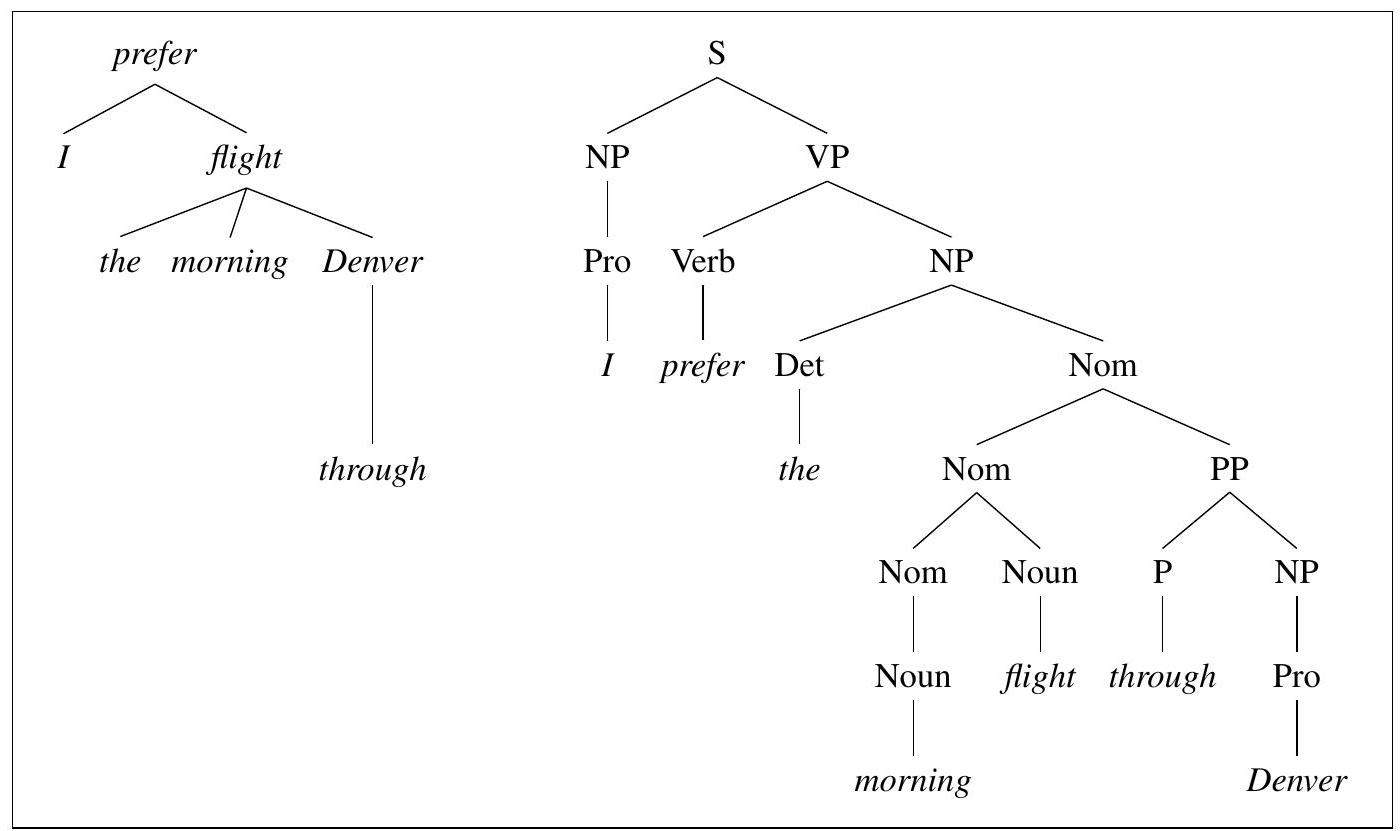 prefer S
I flight NP VP
the morning Denver Pro Verb NP
I prefer Det Nom
through the Nom PP
Nom Noun P NP
Noun flight through Pro
morning Denver